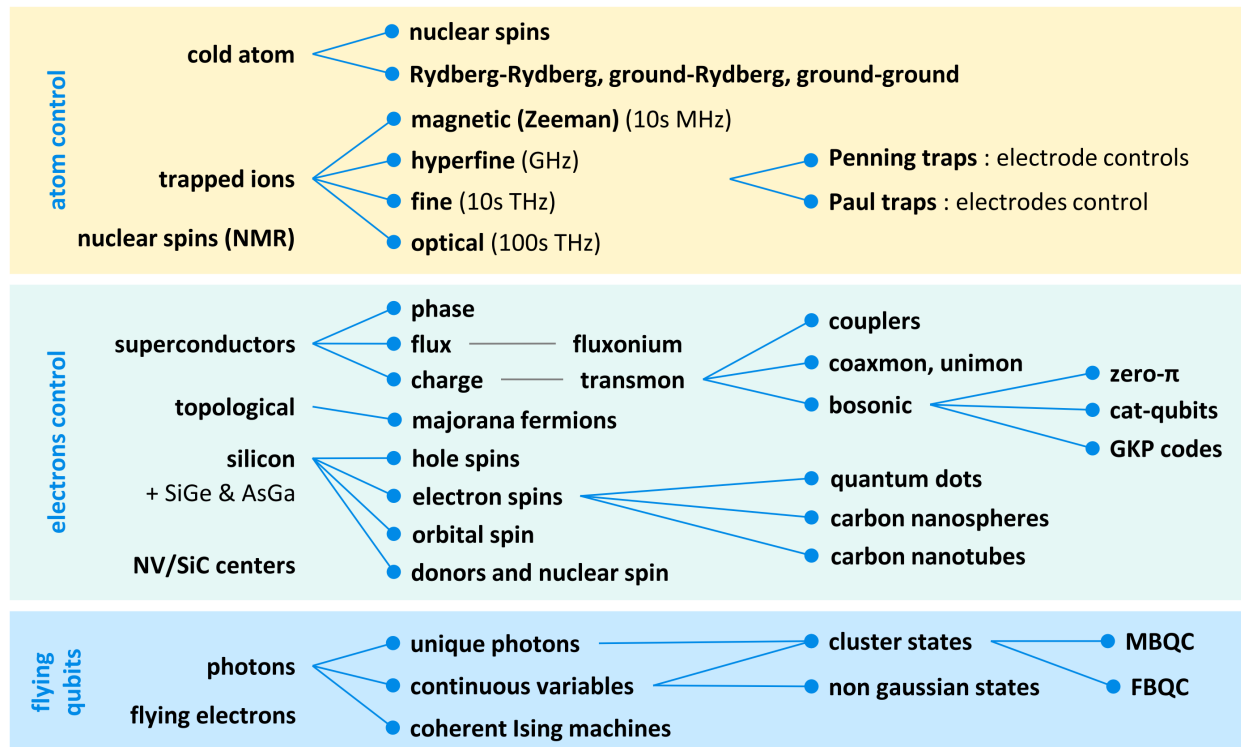 atom control
cold atom
nuclear spins
Rydberg-Rydberg, ground-Rydberg, ground-ground
trapped ions
magnetic (Zeeman) (10s MHz)
hyperfine (GHz)
fine (10s THz)
optical (100s THz)
Penning traps : electrode controls
Paul traps : electrodes control
nuclear spins (NMR)
electrons control
superconductors
phase
flux
fluxonium
charge
transmon
couplers
coaxmon, unimon
bosonic
zero-π
cat-qubits
GKP codes
topological
majorana fermions
silicon
+ SiGe & AsGa
hole spins
electron spins
orbital spin
donors and nuclear spin
quantum dots
carbon nanospheres
carbon nanotubes
NV/SiC centers
flying
qubits
photons
unique photons
continuous variables
coherent Ising machines
cluster states
non gaussian states
MBQC
FBQC
flying electrons